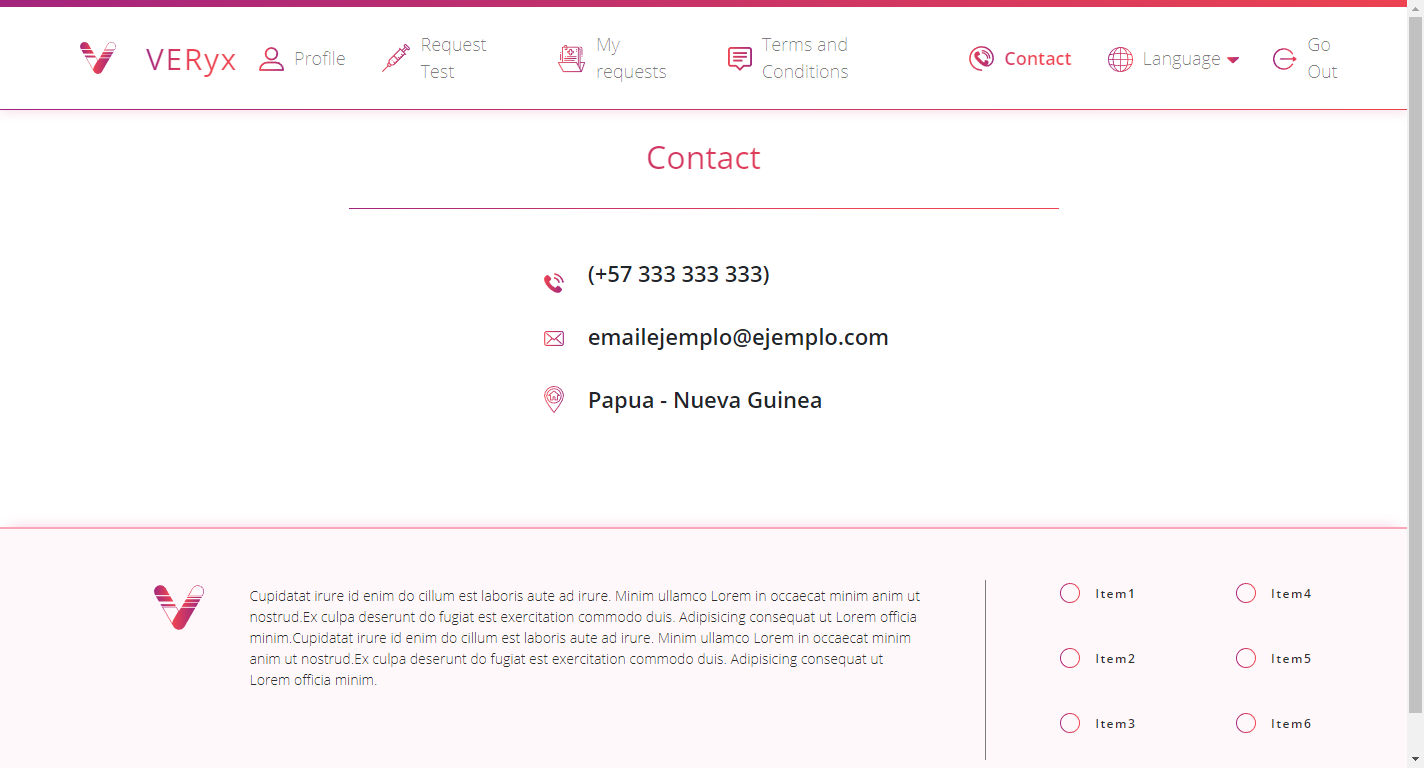 VERyx
Profile
Request
Test
My
requests
Terms and
Conditions
Contact
Language
Go
Out
Contact
(+57 333 333 333)
emailejemplo@ejemplo.com
Papua - Nueva Guinea
Cupidatat irure id enim do cillum est laboris aute ad irure. Minim ullamco Lorem in occaecat minim anim ut
nostrud.Ex culpa deserunt do fugiat est exercitation commodo duis. Adipisicing consequat ut Lorem officia
minim.Cupidatat irure id enim do cillum est laboris aute ad irure. Minim ullamco Lorem in occaecat minim
anim ut nostrud.Ex culpa deserunt do fugiat est exercitation commodo duis. Adipisicing consequat ut
Lorem officia minim.
Item1
Item4
Item2
Item5
Item3
Item6